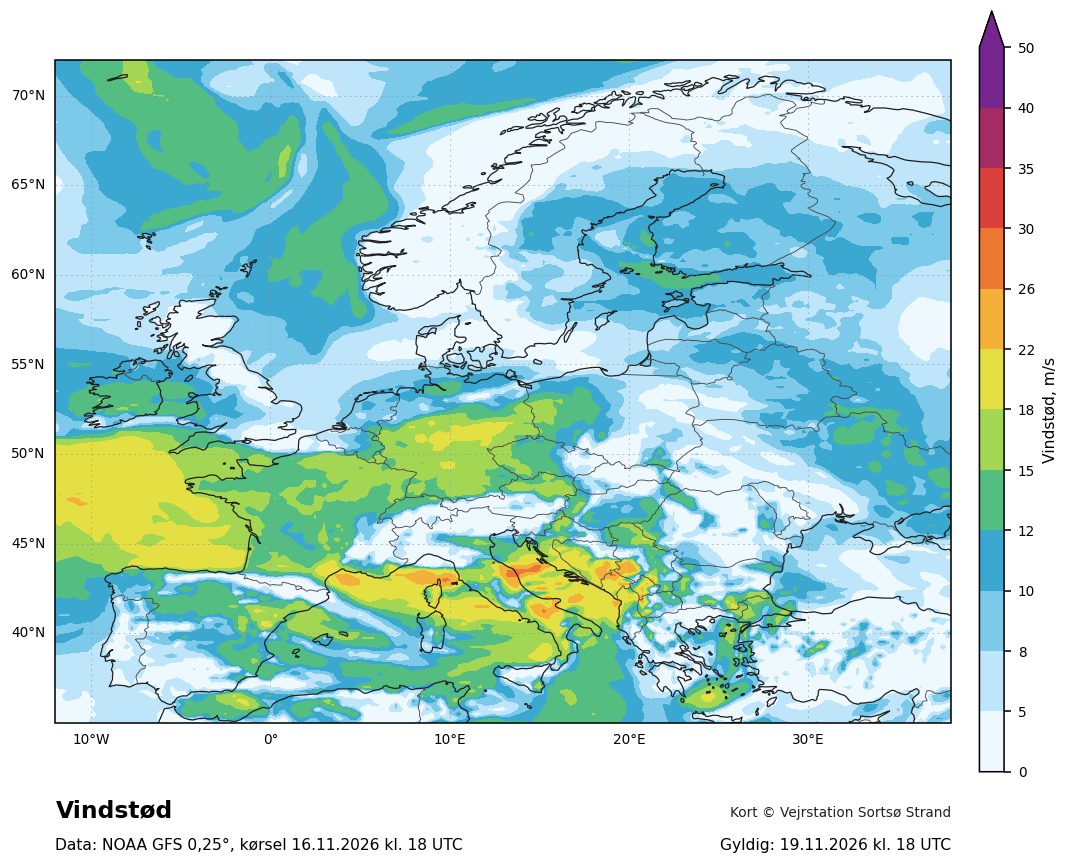 50
40
35
30
26
22
18
15
12
10
8
5
0
Vindstød, m/s
70°N
65°N
60°N
55°N
50°N
45°N
40°N
10°W
0°
10°E
20°E
30°E
Vindstød
Kort © Vejrstation Sortsø Strand
Data: NOAA GFS 0,25°, kørsel 16.11.2026 kl. 18 UTC
Gyldig: 19.11.2026 kl. 18 UTC